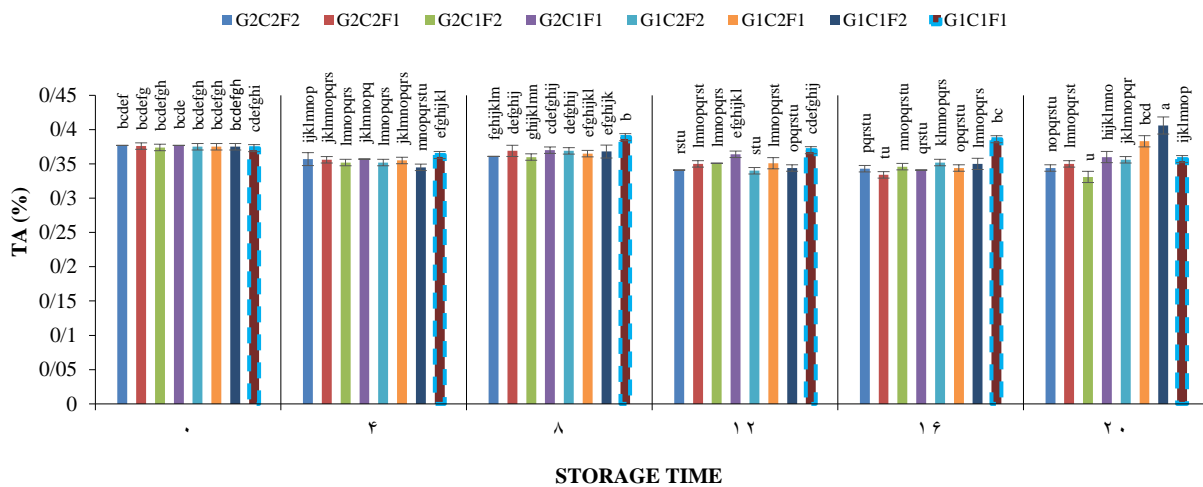 G2C2F2 G2C2F1 G2C1F2 G2C1F1 G1C2F2 G1C2F1 G1C1F2 G1C1F1
TA (%)
0/45
0/4
0/35
0/3
0/25
0/2
0/15
0/1
0/05
0
bcdef
bcdefg
bcdefgh
bcde
bcdefgh
bcdefgh
bcdefgh
cdefghi
ijklmnop
jklmnopqrs
lmnopqrs
jklmnopq
lmnopqrs
jklmnopqrs
mnopqrstu
efghijkl
fghijklm
defghij
ghijklmn
cdefghij
defghij
efghijkl
efghijk
b
rstu
lmnopqrst
lmnopqrs
efghijkl
stu
lmnopqrst
opqrstu
cdefghij
pqrstu
tu
mnopqrstu
qrstu
klmnopqrs
opqrstu
lmnopqrs
bc
nopqrstu
lmnopqrst
u
hijklmno
jklmnopqr
bcd
a
ijklmnop
۰ ۴ ۸ ۱۲ ۱۶ ۲۰
STORAGE TIME